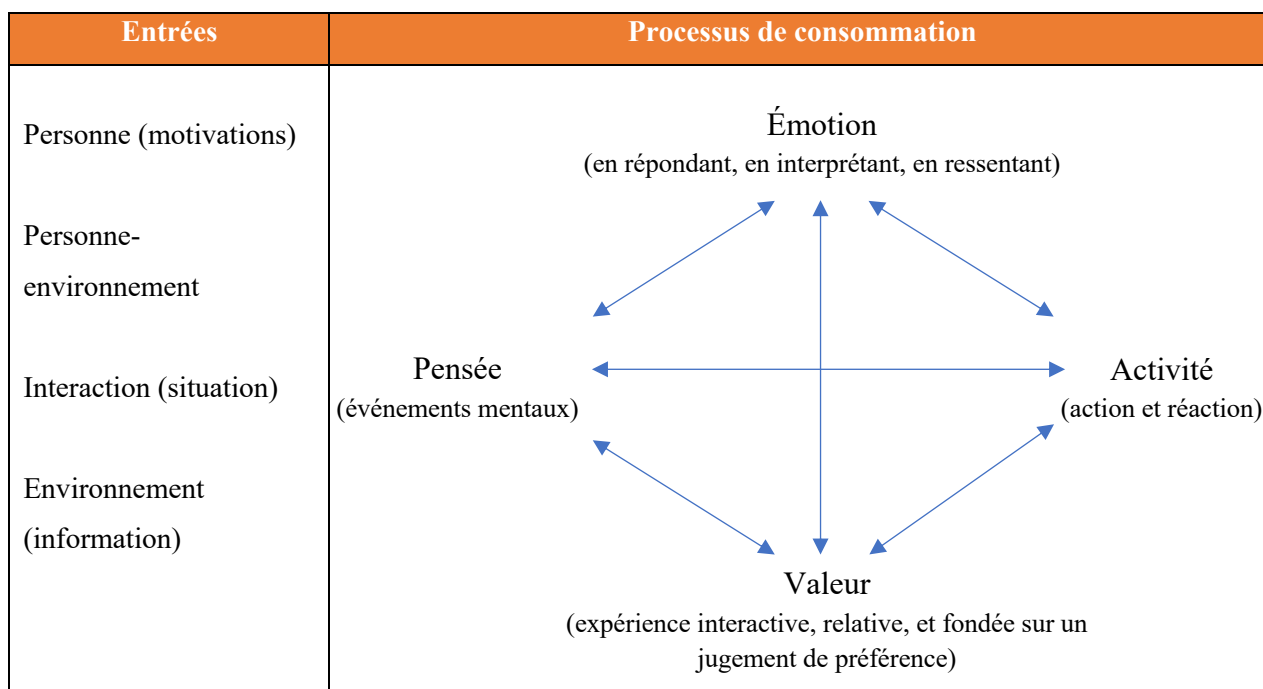 Entrées
Processus de consommation
Personne (motivations)
Personne-
environnement
Interaction (situation)
Environnement
(information)
Émotion
(en répondant, en interprétant, en ressentant)
Pensée
(événements mentaux)
Activité
(action et réaction)
Valeur
(expérience interactive, relative, et fondée sur un
jugement de préférence)